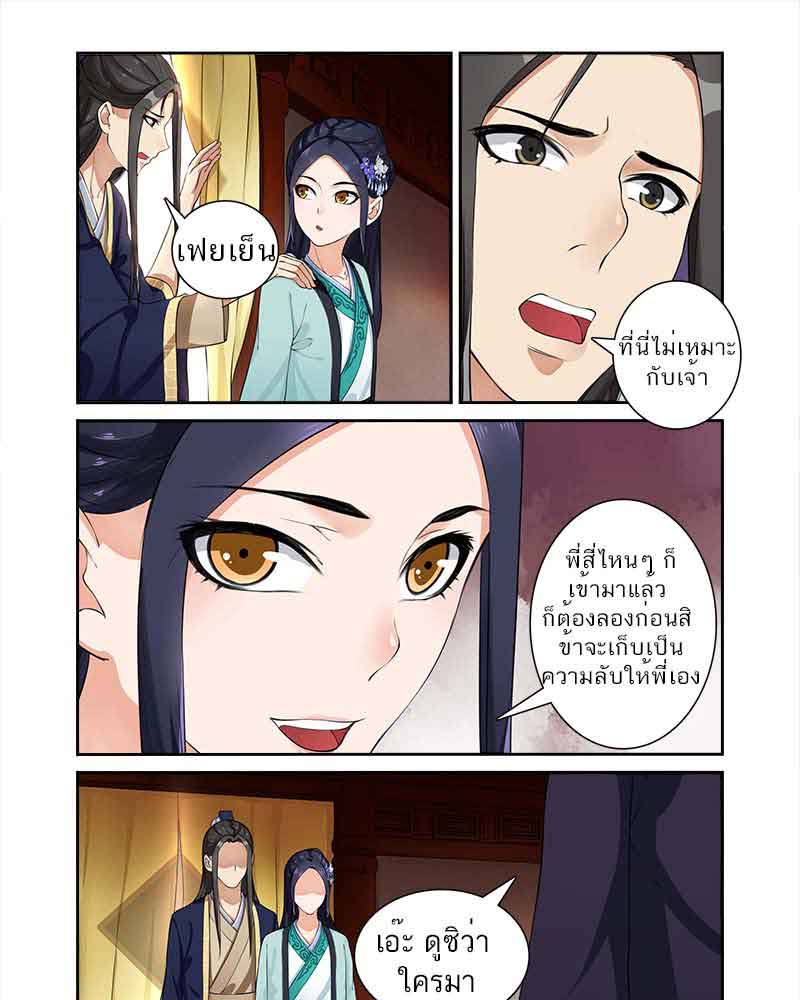 เฟยเย็น
ที่นี่ไม่เหมาะ
กับเจ้า
พี่สี่ไหนๆ ก็
เข้ามาแล้ว
ก็ต้องลองก่อนสิ
ข้าจะเก็บเป็น
ความลับให้พี่เอง
เอ๊ะ ดูซิว่า
ใครมา